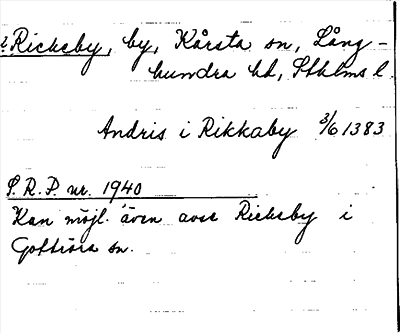 ? Rickeby, by, Kårsta sn, Lång-
hundra hd, Sthlms l.
Andris i Rikkaby 3/6 1383
S.R.P. nr. 1940
Kan möjl. även avse Rickeby i
Gottröra sn.